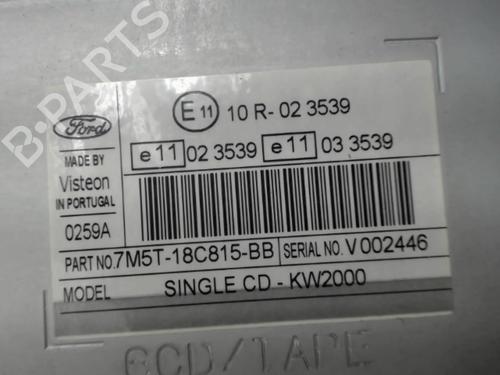 B-PARTS
E 11 10 R- 02 3539
Ford
e 11 02 3539 e 11 03 3539
MADE BY
Visteon
IN PORTUGAL
0259A
PART NO. 7M5T-18C815-BB SERIAL NO. V 002446
MODEL SINGLE CD - KW2000
6CD/TAPE